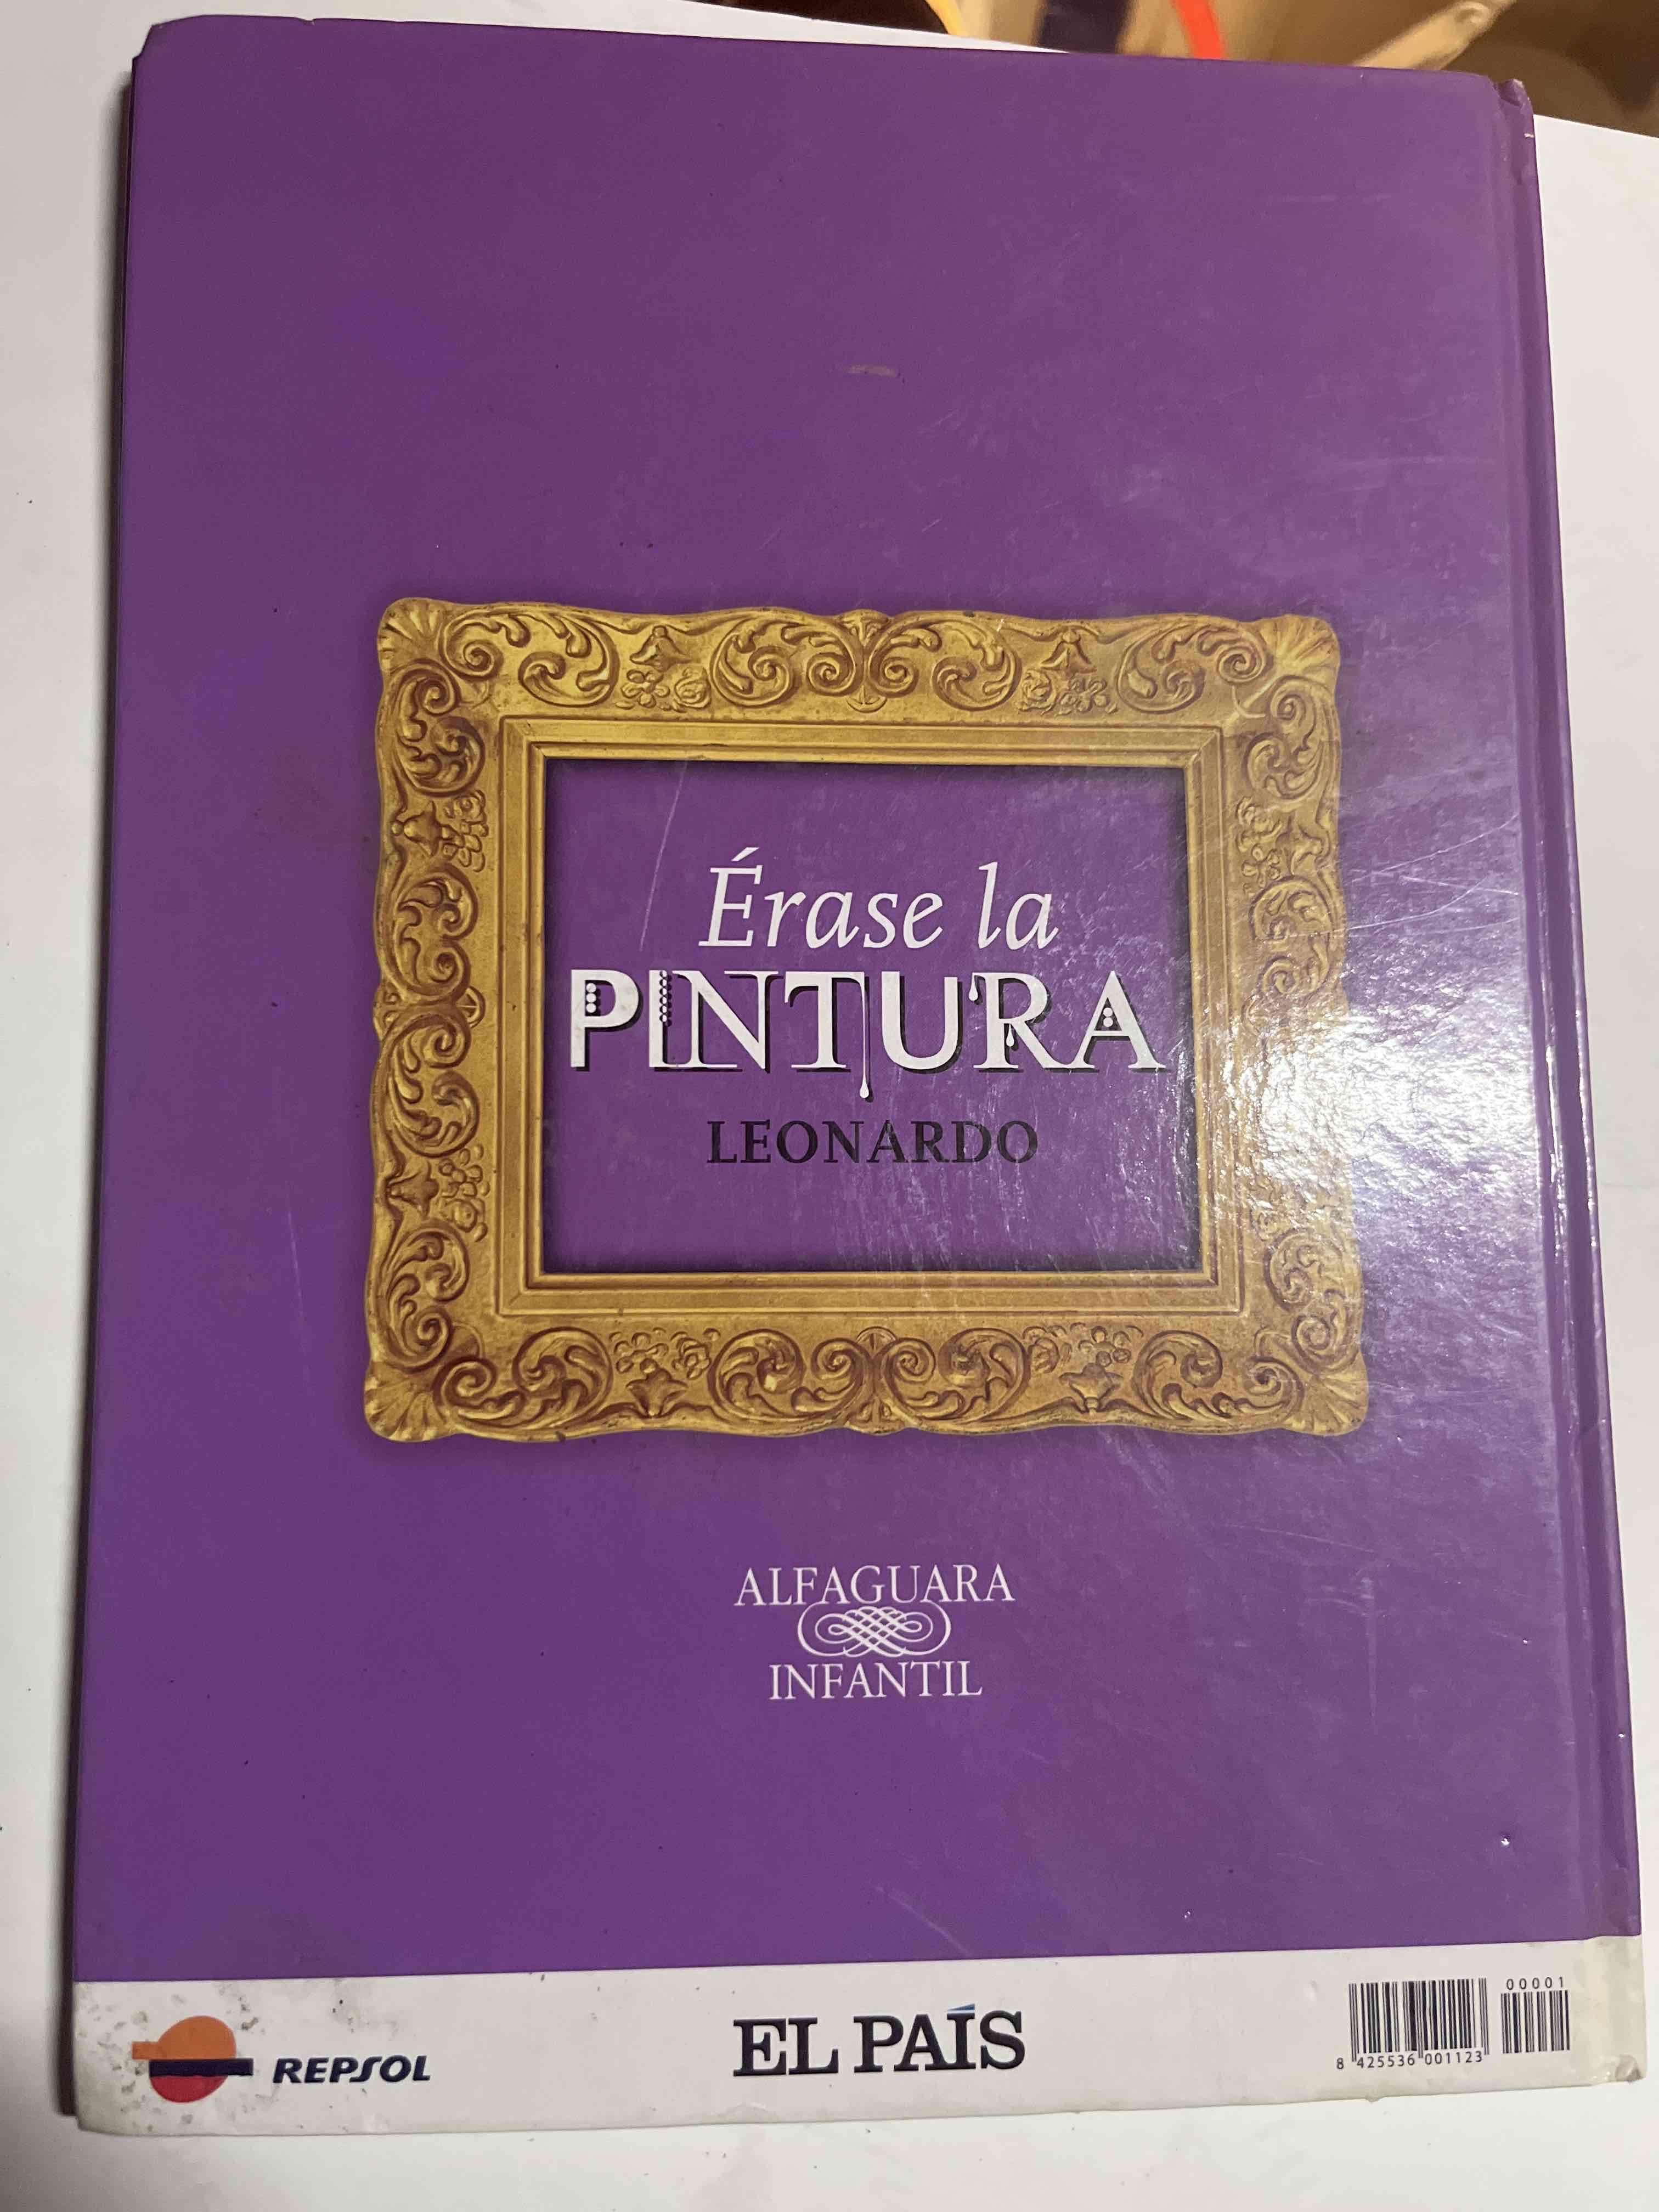 Érase la
PINTURA
LEONARDO
ALFAGUARA
INFANTIL
REPSOL
EL PAÍS
00001
8 425536 001123